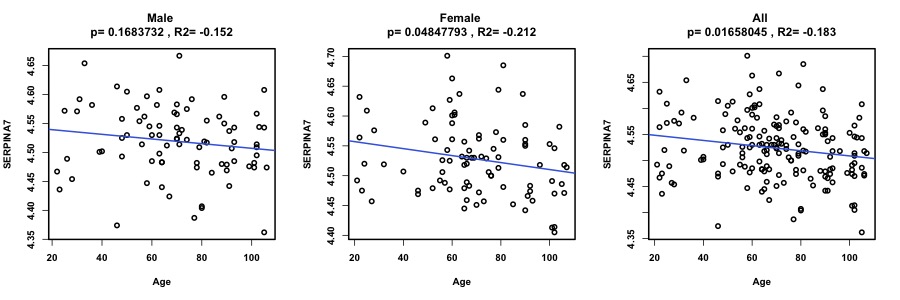 Male
p= 0.1683732 , R2= -0.152
SERPINA7
4.35 4.40 4.45 4.50 4.55 4.60 4.65
20 40 60 80 100
Age
Female
p= 0.04847793 , R2= -0.212
SERPINA7
4.40 4.45 4.50 4.55 4.60 4.65 4.70
20 40 60 80 100
Age
All
p= 0.01658045 , R2= -0.183
SERPINA7
4.35 4.45 4.55 4.65
20 40 60 80 100
Age